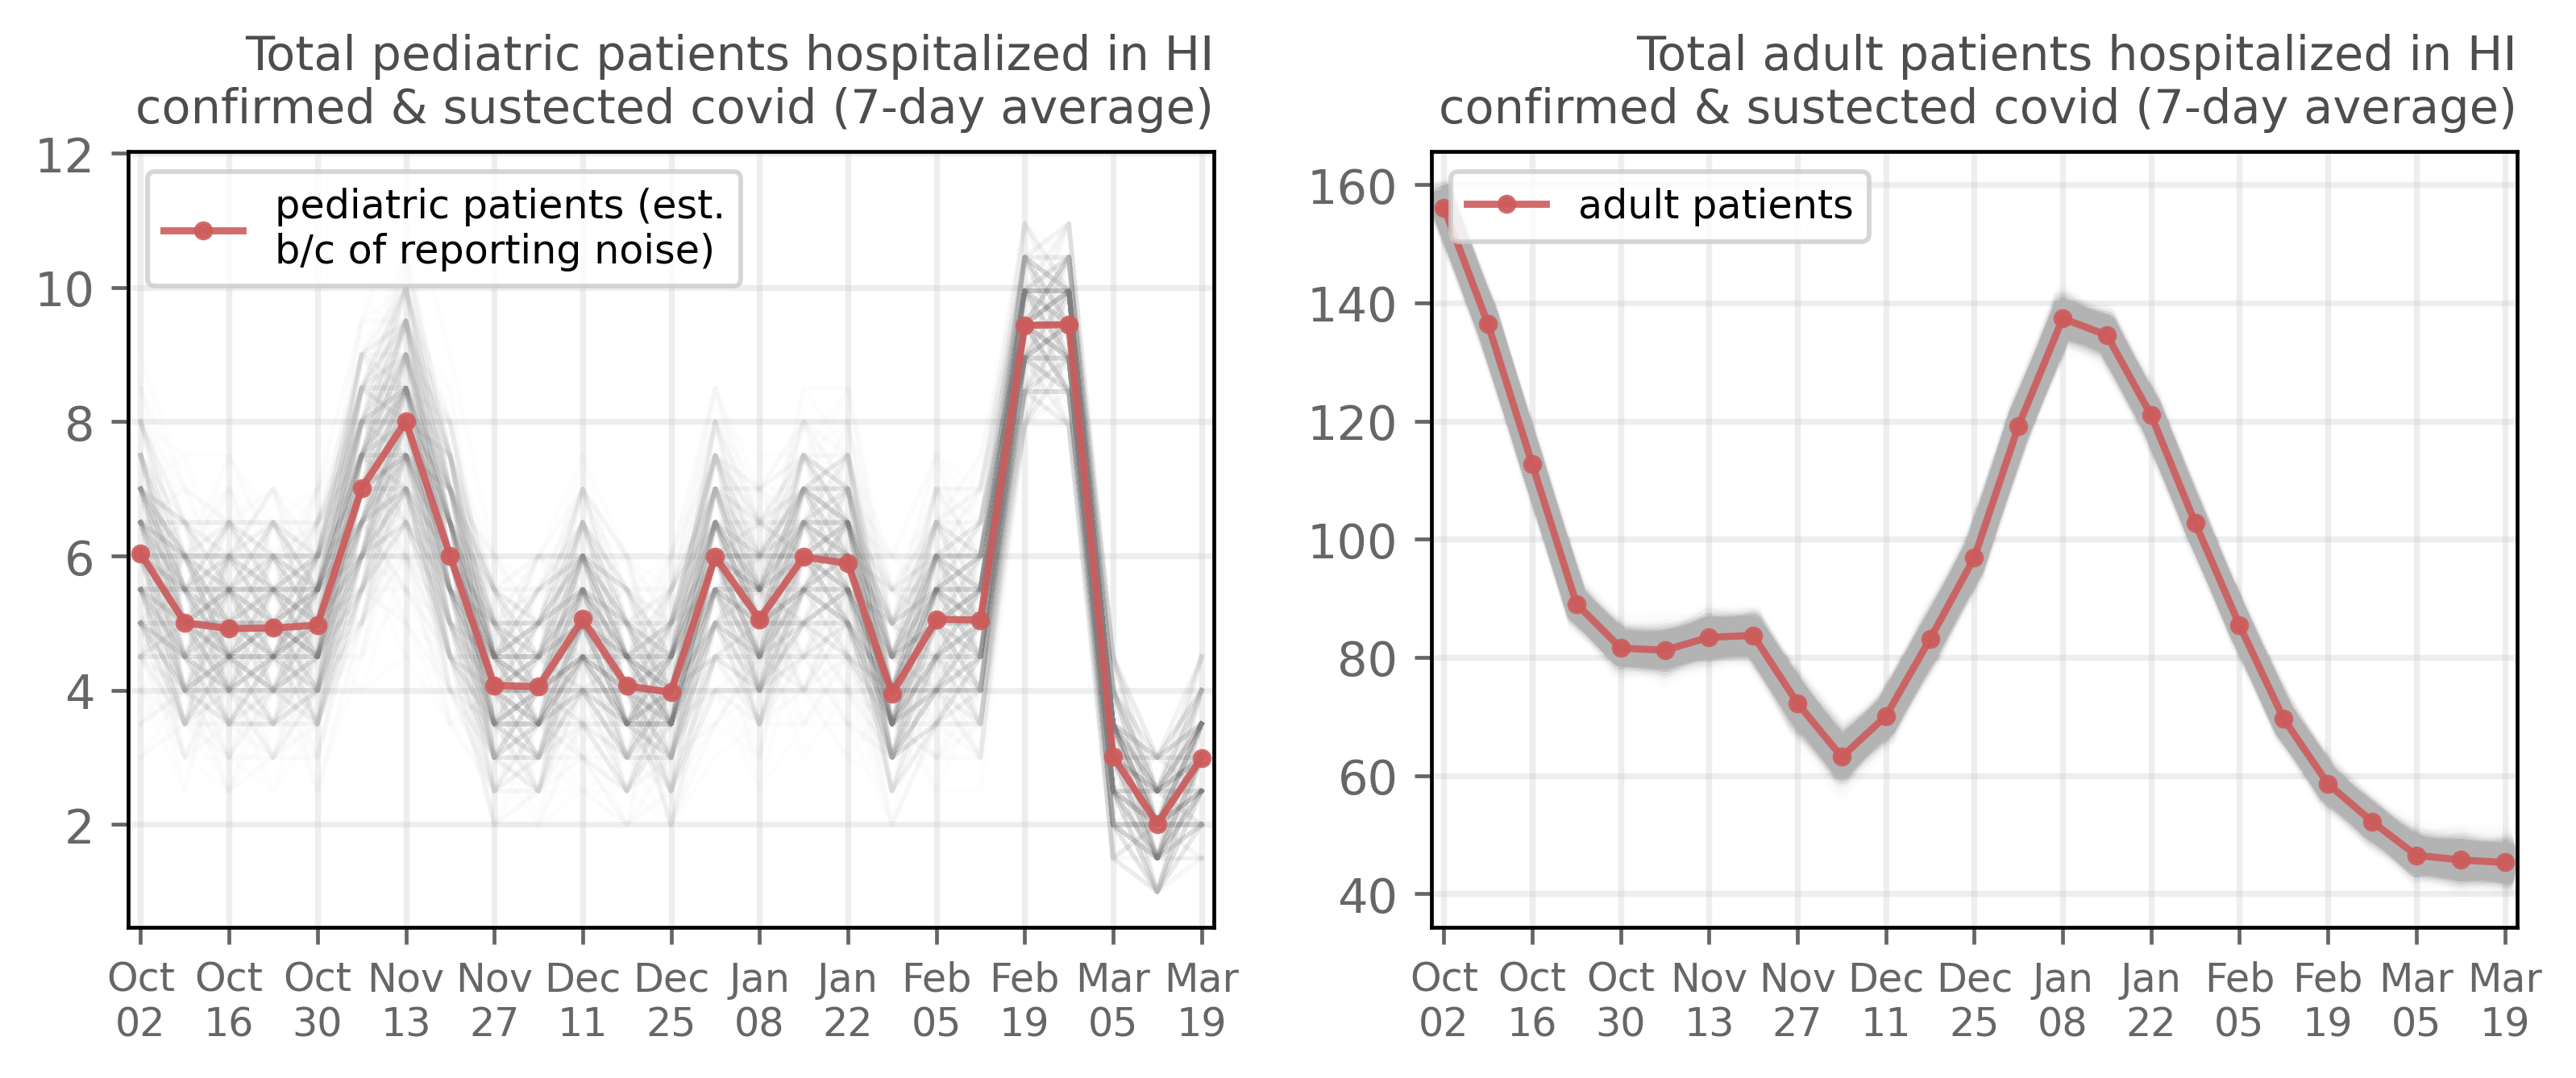 Total pediatric patients hospitalized in HI
confirmed & sustected covid (7-day average)
12
10
8
6
4
2
pediatric patients (est.
b/c of reporting noise)
Oct Oct Oct Nov Nov Dec Dec Jan Jan Feb Feb Mar Mar
02 16 30 13 27 11 25 08 22 05 19 05 19
Total adult patients hospitalized in HI
confirmed & sustected covid (7-day average)
160
140
120
100
80
60
40
adult patients
Oct Oct Oct Nov Nov Dec Dec Jan Jan Feb Feb Mar Mar
02 16 30 13 27 11 25 08 22 05 19 05 19